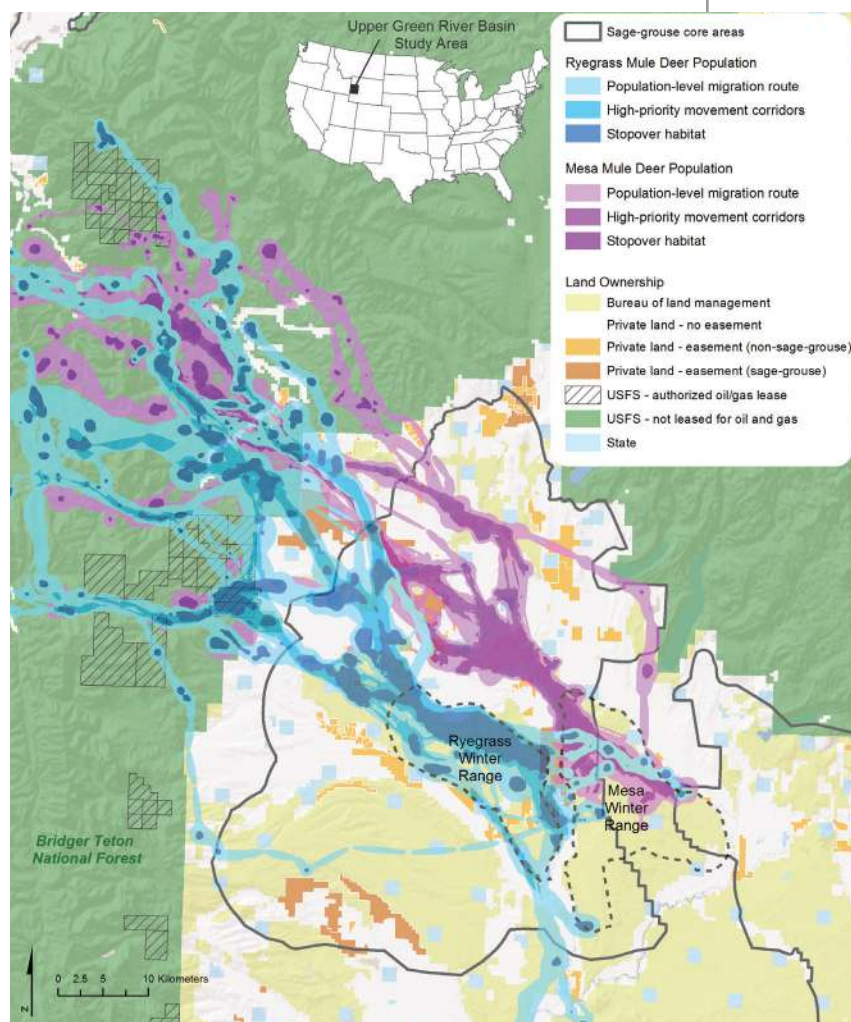 Upper Green River Basin
Study Area
Sage-grouse core areas
Ryegrass Mule Deer Population
Population-level migration route
High-priority movement corridors
Stopover habitat
Mesa Mule Deer Population
Population-level migration route
High-priority movement corridors
Stopover habitat
Land Ownership
Bureau of land management
Private land - no easement
Private land - easement (non-sage-grouse)
Private land - easement (sage-grouse)
USFS - authorized oil/gas lease
USFS - not leased for oil and gas
State
Ryegrass
Winter
Range
Mesa
Winter
Range
Bridger Teton
National Forest
0 2.5 5 10 Kilometers
N